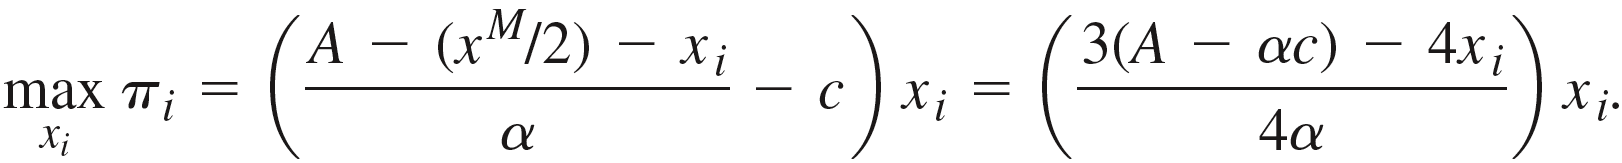 max_{x_i} π_i = ( (A − (x^M/2) − x_i) / α − c ) x_i = ( (3(A − αc) − 4x_i) / 4α ) x_i.